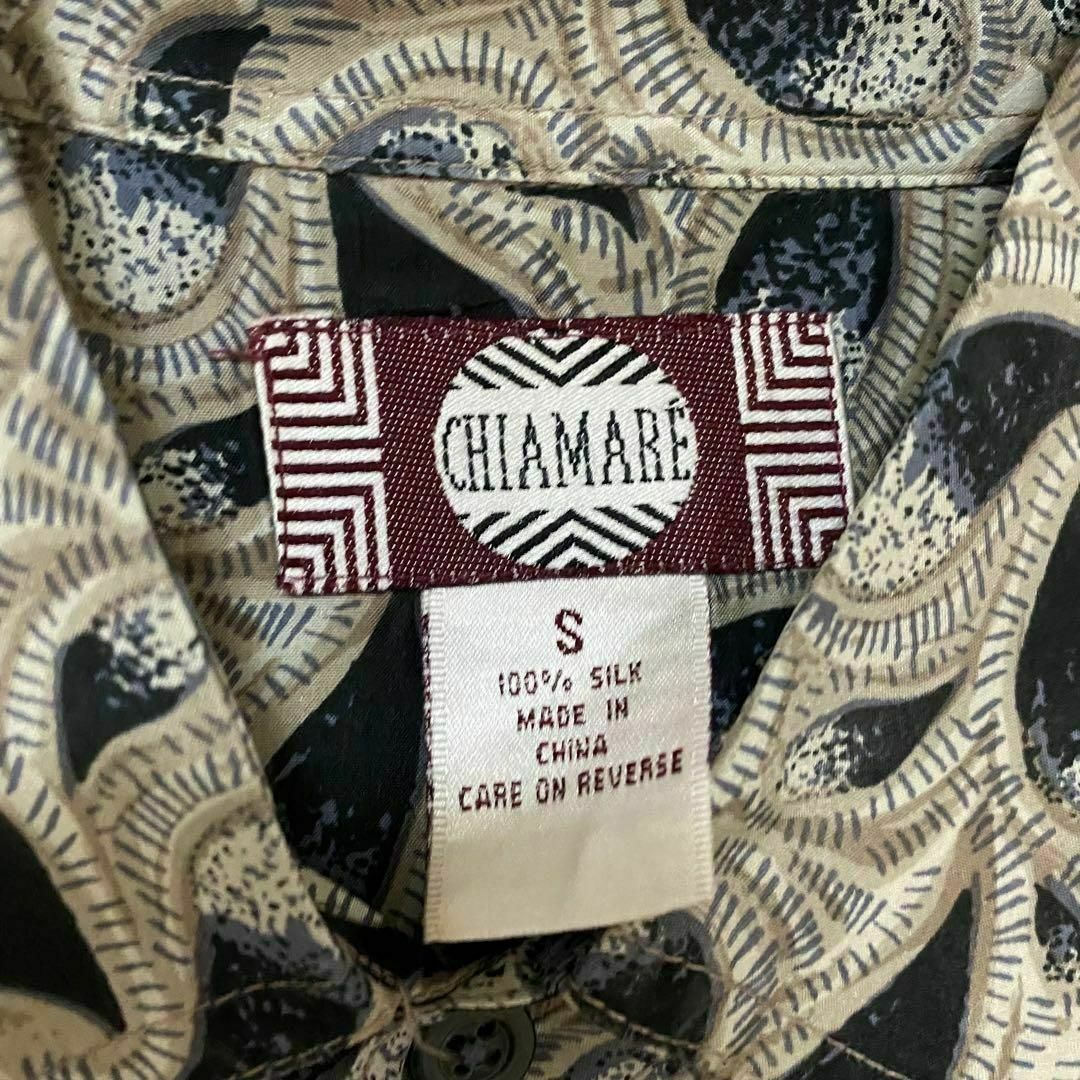 CHIAMARÉ
S
100% SILK
MADE IN
CHINA
CARE ON REVERSE